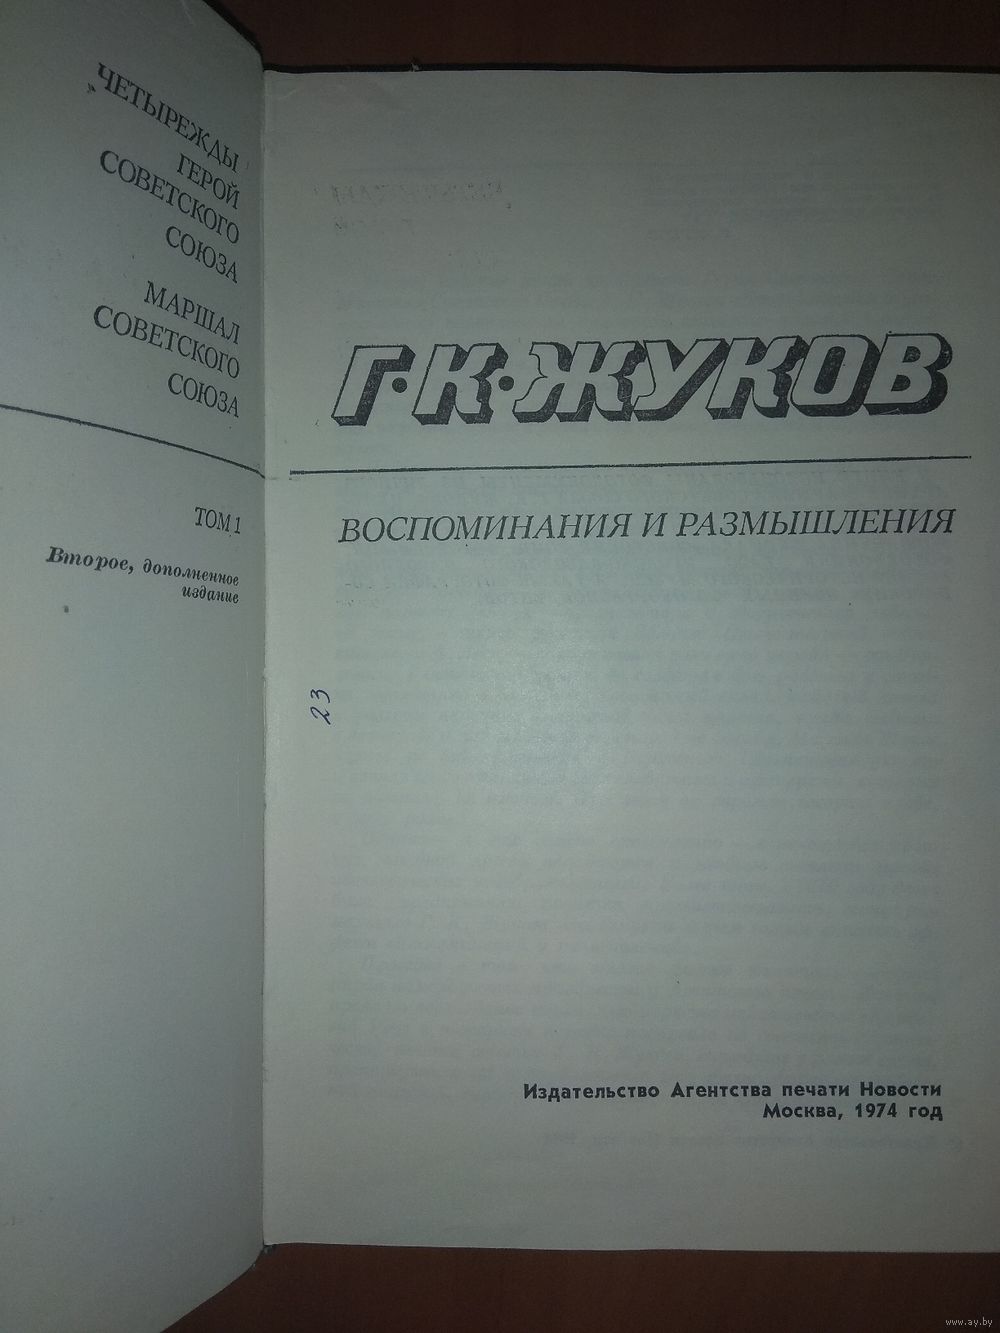 ЧЕТЫРЕЖДЫ
ГЕРОЙ
СОВЕТСКОГО
СОЮЗА
МАРШАЛ
СОВЕТСКОГО
СОЮЗА
ТОМ 1
Второе, дополненное
издание
Г·К·ЖУКОВ
ВОСПОМИНАНИЯ И РАЗМЫШЛЕНИЯ
23
Издательство Агентства печати Новости
Москва, 1974 год
www.ay.by